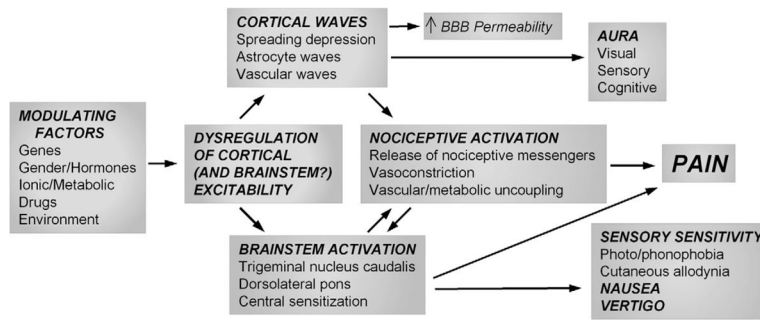 CORTICAL WAVES
Spreading depression
Astrocyte waves
Vascular waves
↑ BBB Permeability
AURA
Visual
Sensory
Cognitive
MODULATING
FACTORS
Genes
Gender/Hormones
Ionic/Metabolic
Drugs
Environment
DYSREGULATION
OF CORTICAL
(AND BRAINSTEM?)
EXCITABILITY
NOCICEPTIVE ACTIVATION
Release of nociceptive messengers
Vasoconstriction
Vascular/metabolic uncoupling
PAIN
BRAINSTEM ACTIVATION
Trigeminal nucleus caudalis
Dorsolateral pons
Central sensitization
SENSORY SENSITIVITY
Photo/phonophobia
Cutaneous allodynia
NAUSEA
VERTIGO